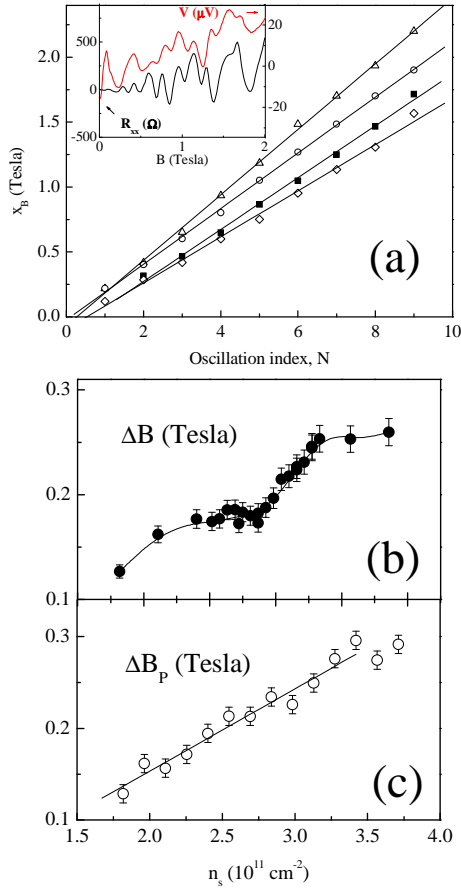 V (μV)
500
0
-500
20
0
-20
R_xx (Ω)
0
1
2
B (Tesla)
2.0
1.5
1.0
0.5
0.0
x_B (Tesla)
(a)
0 2 4 6 8 10
Oscillation index, N
0.3
0.2
0.1
ΔB (Tesla)
(b)
0.3
0.2
0.1
ΔB_P (Tesla)
(c)
1.5 2.0 2.5 3.0 3.5 4.0
n_s (10^11 cm^-2)